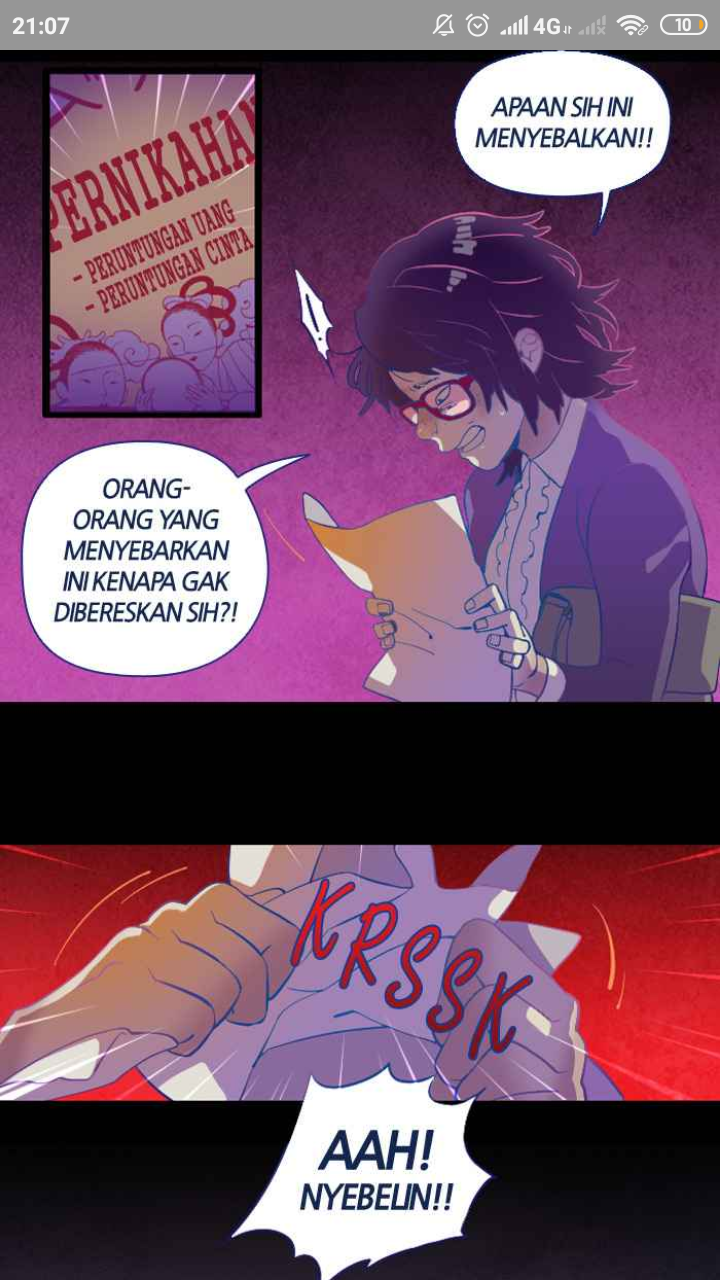 21:07
4G
10
APAAN SIH INI
MENYEBALKAN!!
PERNIKAHAN
- PERUNTUNGAN UANG
- PERUNTUNGAN CINTA
!
ORANG-
ORANG YANG
MENYEBARKAN
INI KENAPA GAK
DIBERESKAN SIH?!
KRSSK
AAH!
NYEBELIN!!